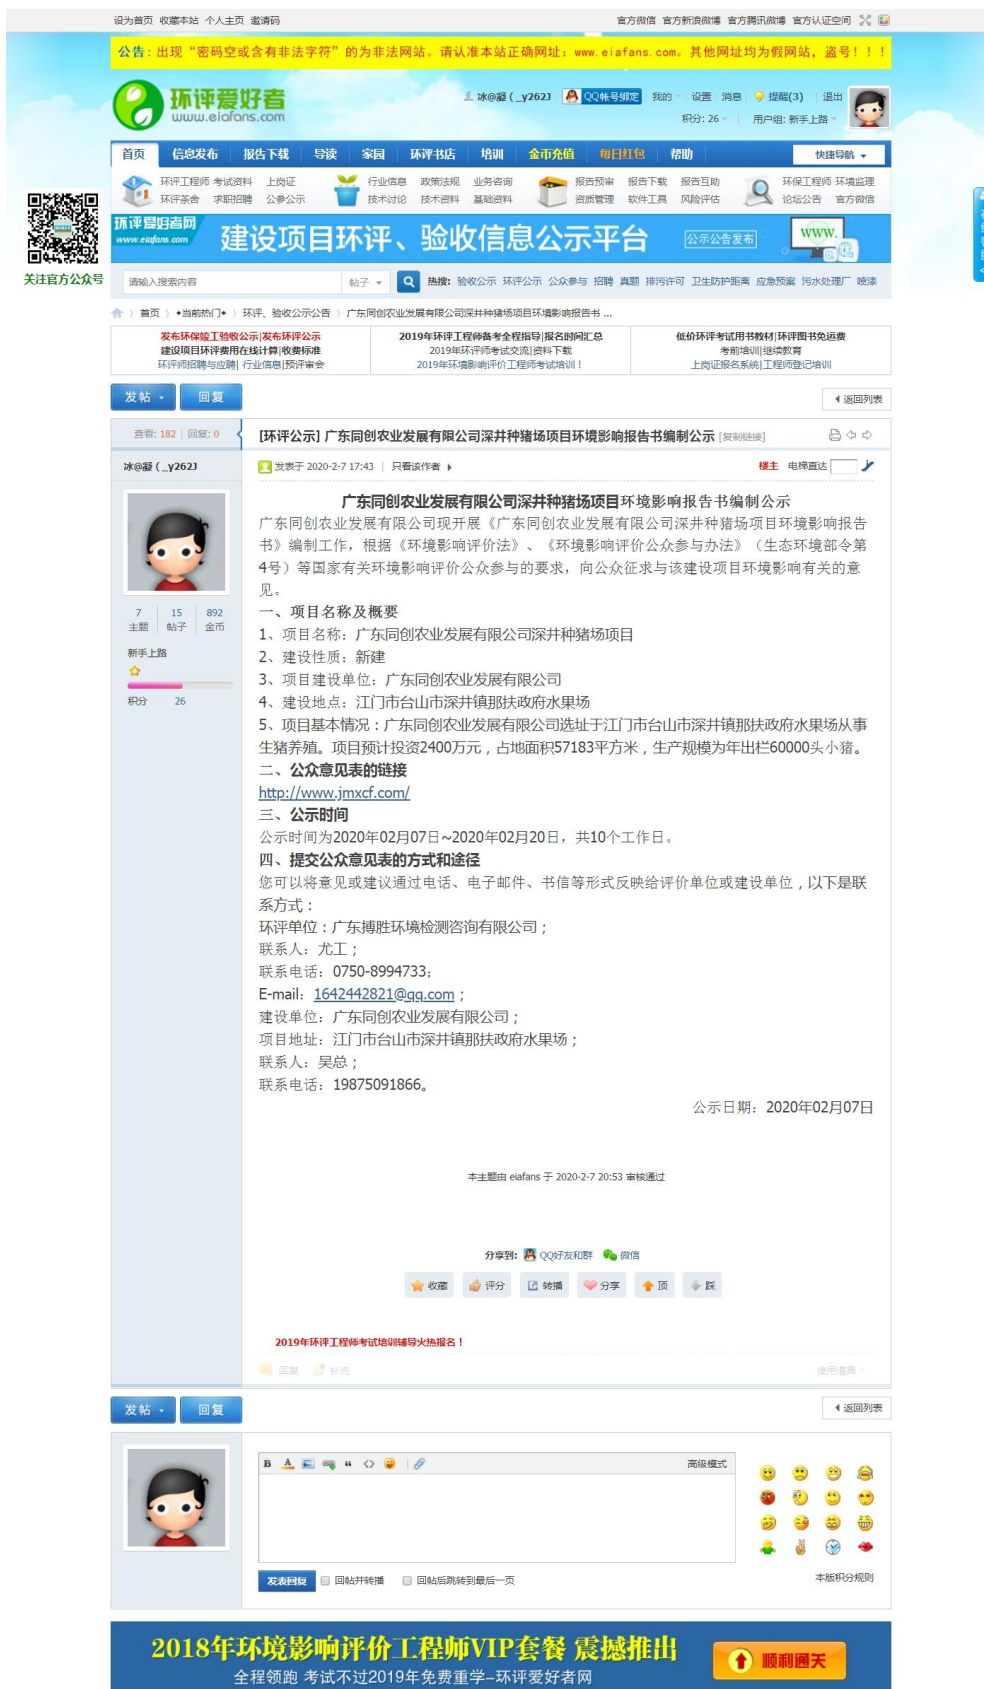 设为首页 收藏本站 个人主页 邀请码
官方微信 官方新浪微博 官方腾讯微博 官方认证空间
公告：出现“密码空或含有非法字符”的为非法网站。请认准本站正确网址：www.eiafans.com。其他网址均为假网站，盗号！！！
环评爱好者
www.eiafans.com
冰@凝 (_y262J QQ帐号绑定 我的 设置 消息 提醒(3) 退出
积分: 26 用户组: 新手上路
首页 信息发布 报告下载 导读 家园 环评书店 培训 金币充值 每日红包 帮助 快捷导航
环评工程师 考试资料 上岗证 行业信息 政策法规 业务咨询 报告预审 报告下载 报告互助 环保工程师 环境监理
环评茶舍 求职招聘 公参公示 技术讨论 技术资料 基础资料 资质管理 软件工具 风险评估 论坛公告 官方微信
关注官方公众号
环评爱好者网
www.eiafans.com
建设项目环评、验收信息公示平台
公示公告发布
www.
请输入搜索内容 帖子 热搜: 验收公示 环评公示 公众参与 招聘 真题 排污许可 卫生防护距离 应急预案 污水处理厂 喷漆
首页 ◆当前热门◆ 环评、验收公示公告 广东同创农业发展有限公司深井种猪场项目环境影响报告书 ...
发布环保竣工验收公示|发布环评公示 2019年环评工程师备考全程指导|报名时间汇总 低价环评考试用书教材|环评图书免运费
建设项目环评费用在线计算|收费标准 2019年环评师考试交流|资料下载 考前培训|继续教育
环评师招聘与应聘| 行业信息|预评审会 2019年环境影响评价工程师考试培训！ 上岗证报名系统|工程师登记培训
发帖 回复 返回列表
查看: 182 | 回复: 0
[环评公示] 广东同创农业发展有限公司深井种猪场项目环境影响报告书编制公示 [复制链接]
冰@凝 (_y262J
发表于 2020-2-7 17:43 | 只看该作者
楼主 电梯直达
广东同创农业发展有限公司深井种猪场项目环境影响报告书编制公示
广东同创农业发展有限公司现开展《广东同创农业发展有限公司深井种猪场项目环境影响报告
书》编制工作，根据《环境影响评价法》、《环境影响评价公众参与办法》（生态环境部令第
4号）等国家有关环境影响评价公众参与的要求，向公众征求与该建设项目环境影响有关的意
见。
一、项目名称及概要
1、项目名称：广东同创农业发展有限公司深井种猪场项目
2、建设性质：新建
3、项目建设单位：广东同创农业发展有限公司
4、建设地点：江门市台山市深井镇那扶政府水果场
5、项目基本情况：广东同创农业发展有限公司选址于江门市台山市深井镇那扶政府水果场从事
生猪养殖。项目预计投资2400万元，占地面积57183平方米，生产规模为年出栏60000头小猪。
二、公众意见表的链接
http://www.jmxcf.com/
三、公示时间
公示时间为2020年02月07日~2020年02月20日，共10个工作日。
四、提交公众意见表的方式和途径
您可以将意见或建议通过电话、电子邮件、书信等形式反映给评价单位或建设单位，以下是联
系方式：
环评单位：广东搏胜环境检测咨询有限公司；
联系人：尤工；
联系电话：0750-8994733；
E-mail：1642442821@qq.com；
建设单位：广东同创农业发展有限公司；
项目地址：江门市台山市深井镇那扶政府水果场；
联系人：吴总；
联系电话：19875091866。
公示日期：2020年02月07日
7 15 892
主题 帖子 金币
新手上路
积分 26
本主题由 eiafans 于 2020-2-7 20:53 审核通过
分享到: QQ好友和群 微信
收藏 评分 转播 分享 顶 踩
2019年环评工程师考试培训辅导火热报名！
回复 补充 使用道具
发帖 回复 返回列表
B A 高级模式
发表回复 回帖并转播 回帖后跳转到最后一页 本版积分规则
2018年环境影响评价工程师VIP套餐 震撼推出
全程领跑 考试不过2019年免费重学-环评爱好者网
顺利通关